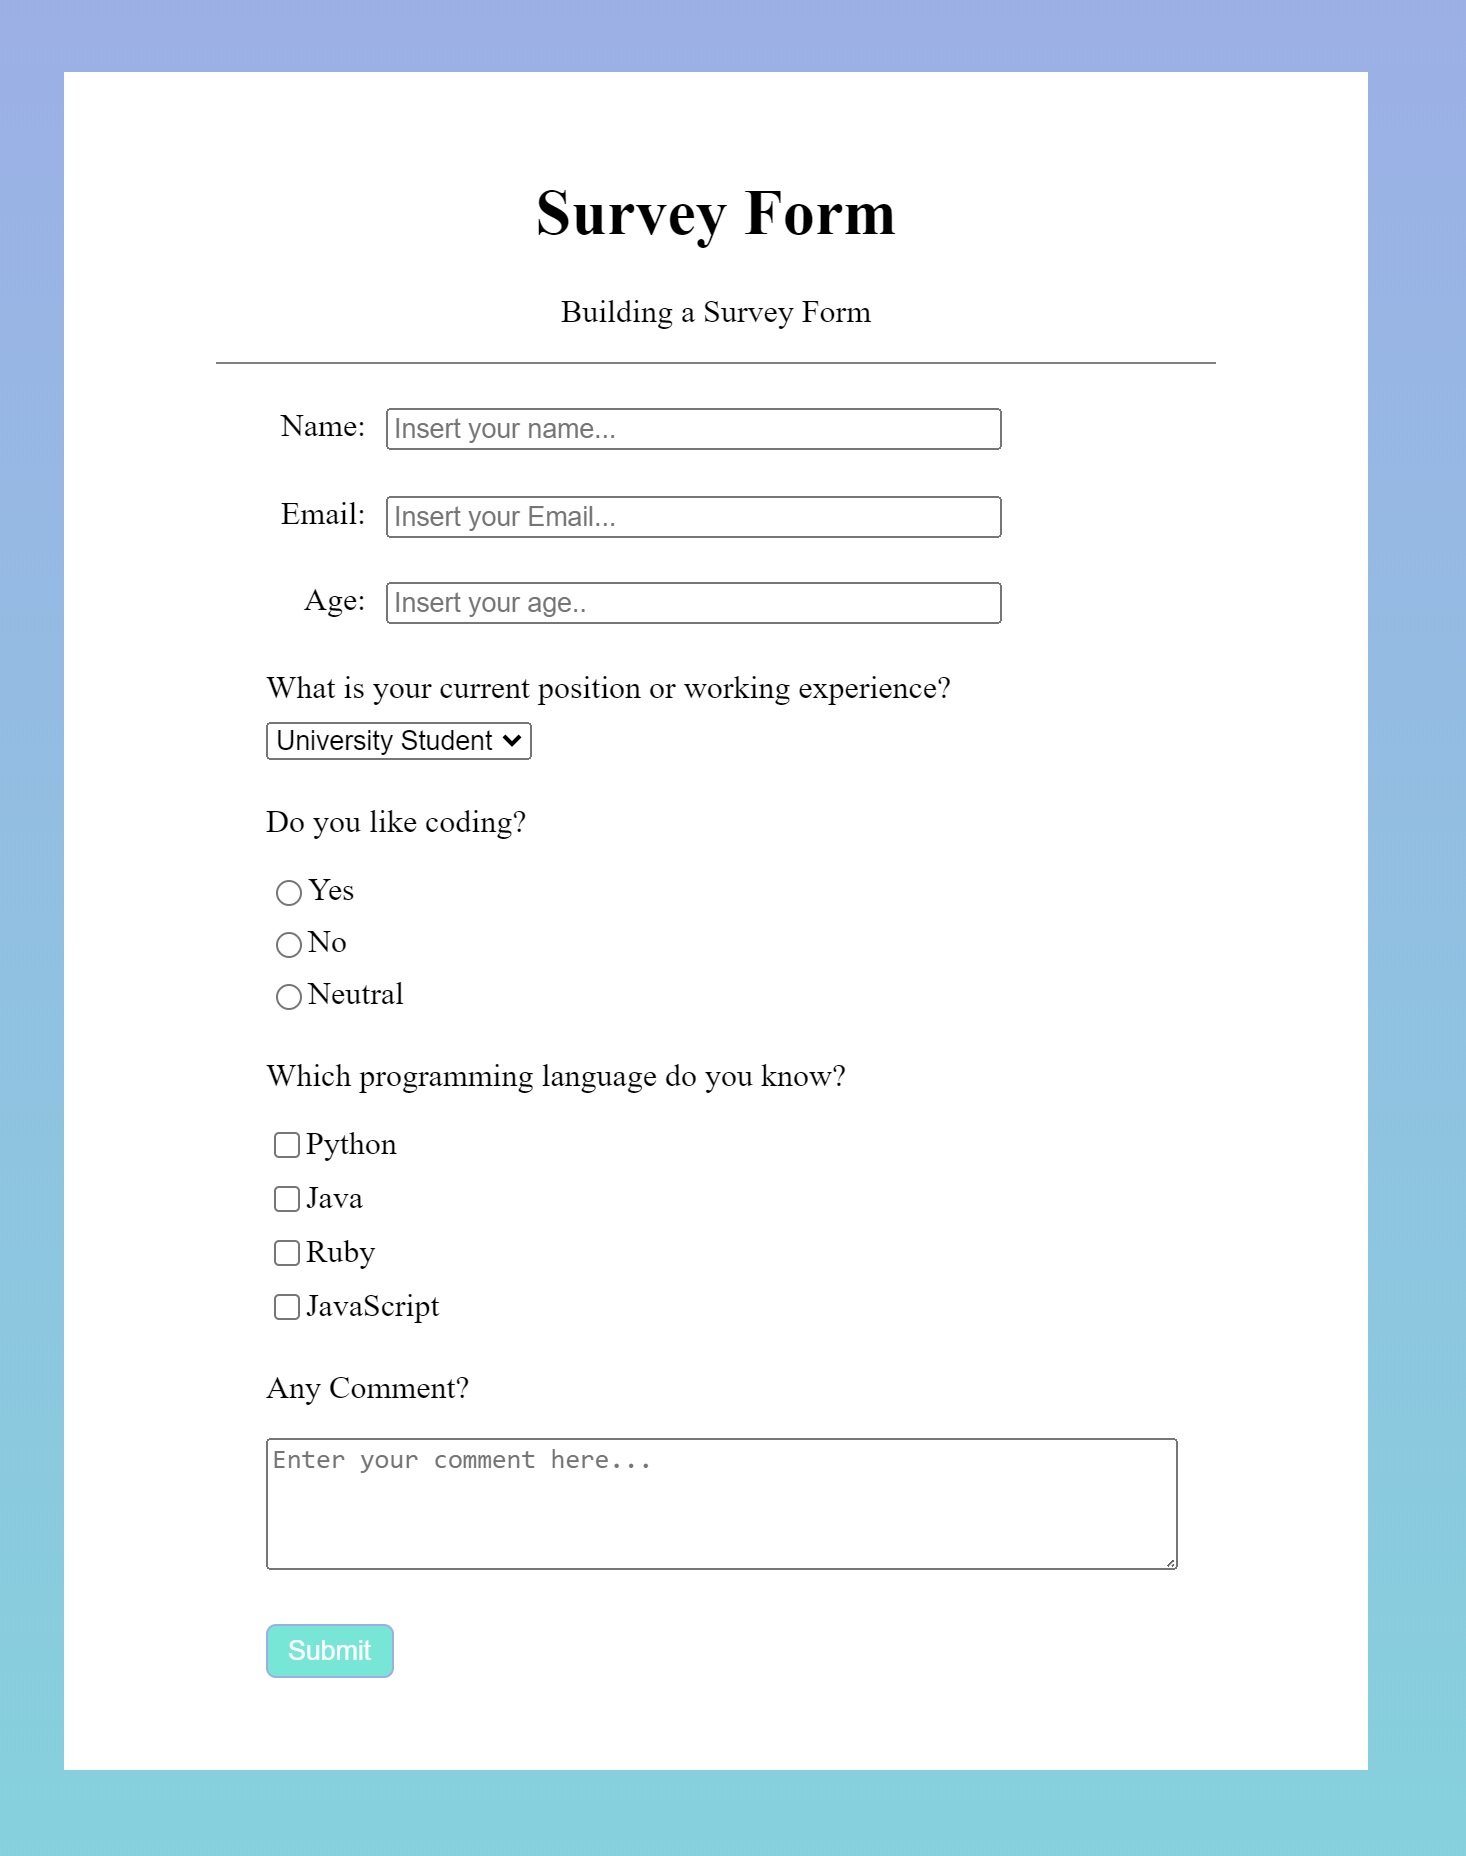 Survey Form
Building a Survey Form
Name: Insert your name...
Email: Insert your Email...
Age: Insert your age..
What is your current position or working experience?
University Student
Do you like coding?
Yes
No
Neutral
Which programming language do you know?
Python
Java
Ruby
JavaScript
Any Comment?
Enter your comment here...
Submit